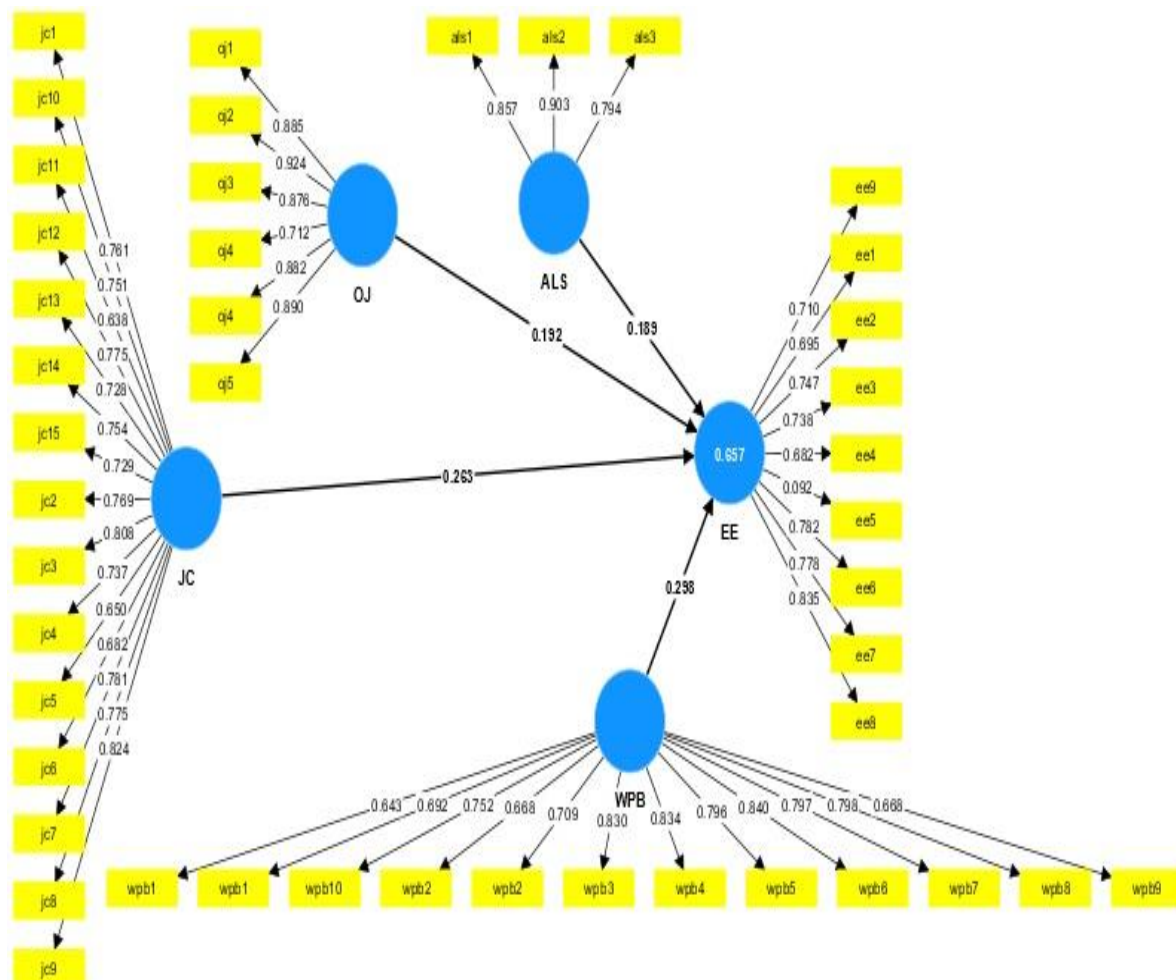 jc1
jc10
jc11
jc12
jc13
jc14
jc15
jc2
jc3
jc4
jc5
jc6
jc7
jc8
jc9
0.761
0.751
0.638
0.775
0.728
0.754
0.729
0.769
0.808
0.737
0.650
0.682
0.781
0.775
0.824
JC
oj1
oj2
oj3
oj4
oj4
oj5
0.885
0.924
0.876
0.712
0.882
0.890
OJ
als1
als2
als3
0.857
0.903
0.794
ALS
0.192
0.189
0.263
0.298
0.657
EE
0.710
0.695
0.747
0.738
0.682
0.092
0.782
0.778
0.835
ee9
ee1
ee2
ee3
ee4
ee5
ee6
ee7
ee8
WPB
0.643
0.692
0.752
0.668
0.709
0.830
0.834
0.796
0.840
0.797
0.798
0.668
wpb1
wpb1
wpb10
wpb2
wpb2
wpb3
wpb4
wpb5
wpb6
wpb7
wpb8
wpb9